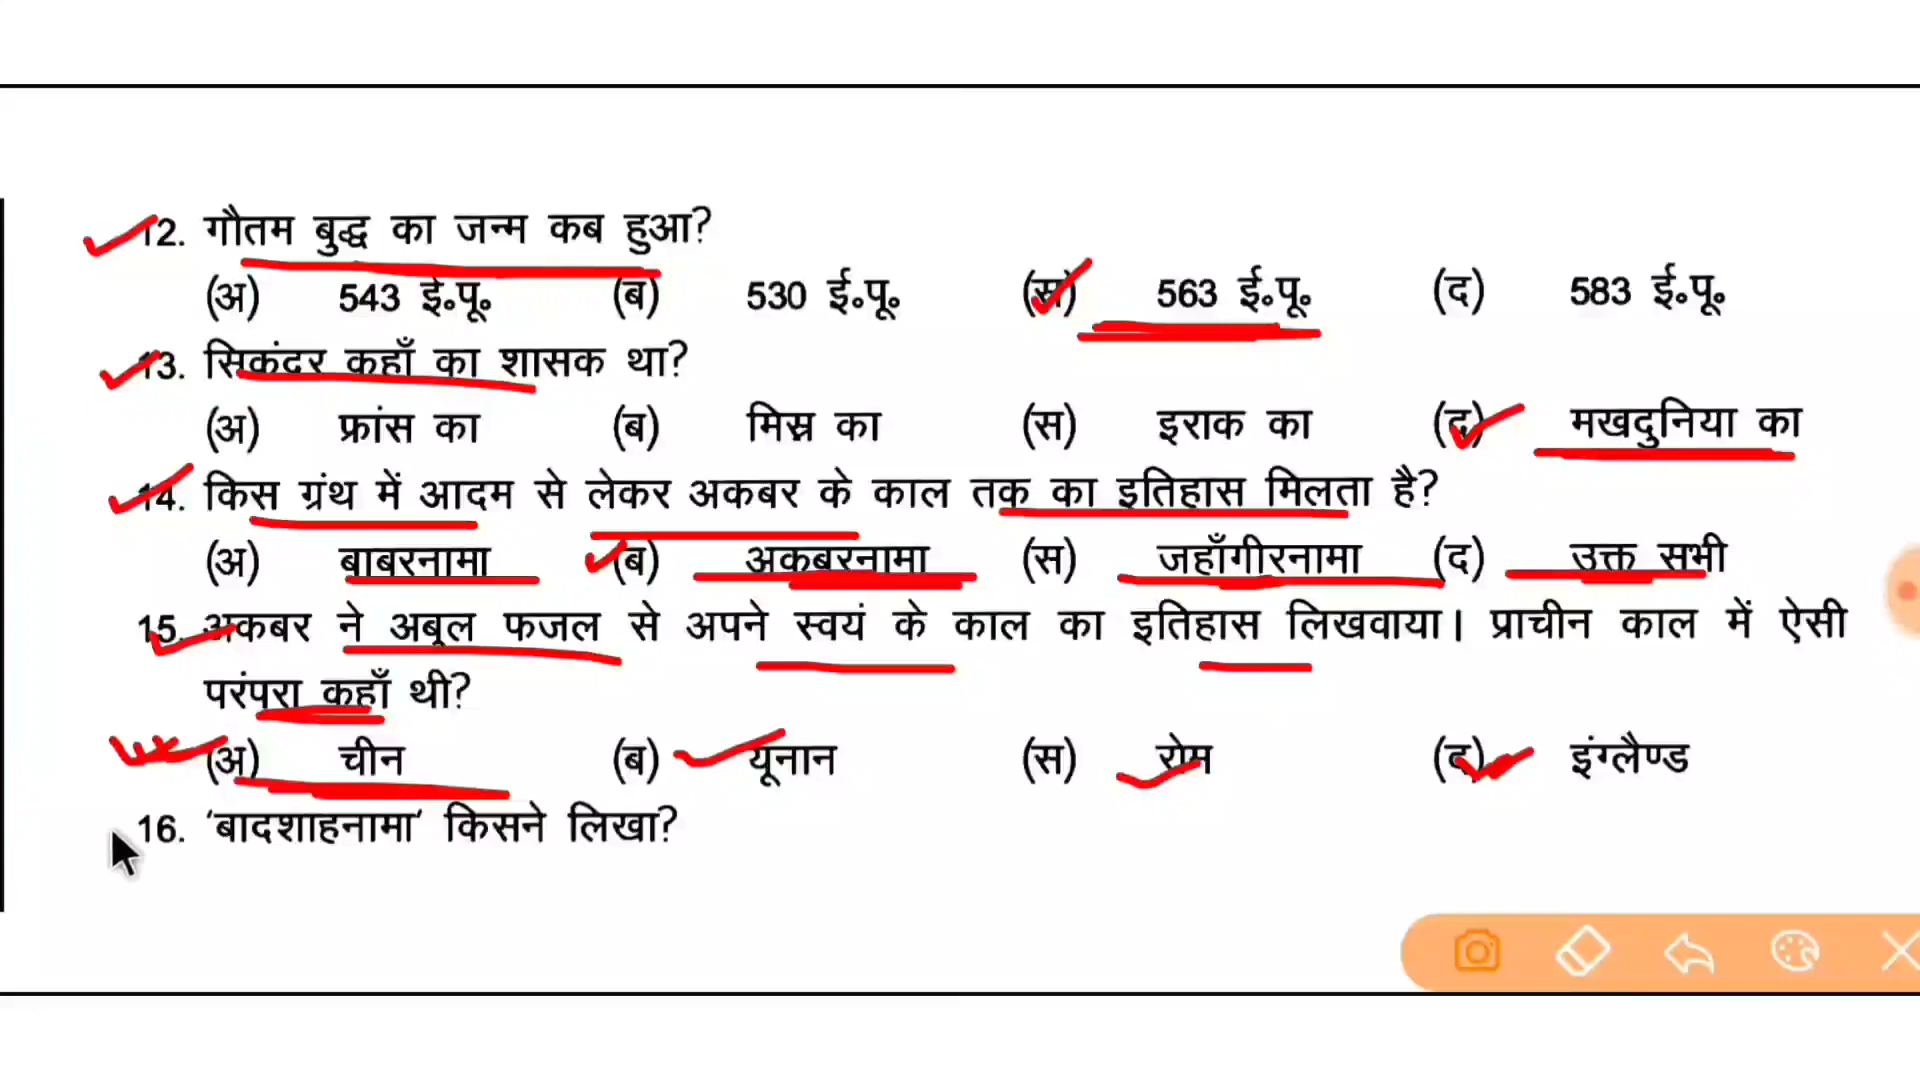 12. गौतम बुद्ध का जन्म कब हुआ?
(अ) 543 ई॰पू॰ (ब) 530 ई॰पू॰ (स) 563 ई॰पू॰ (द) 583 ई॰पू॰
13. सिकंदर कहाँ का शासक था?
(अ) फ्रांस का (ब) मिस्र का (स) इराक का (द) मखदुनिया का
14. किस ग्रंथ में आदम से लेकर अकबर के काल तक का इतिहास मिलता है?
(अ) बाबरनामा (ब) अकबरनामा (स) जहाँगीरनामा (द) उक्त सभी
15. अकबर ने अबूल फजल से अपने स्वयं के काल का इतिहास लिखवाया। प्राचीन काल में ऐसी
परंपरा कहाँ थी?
(अ) चीन (ब) यूनान (स) रोम (द) इंग्लैण्ड
16. 'बादशाहनामा' किसने लिखा?